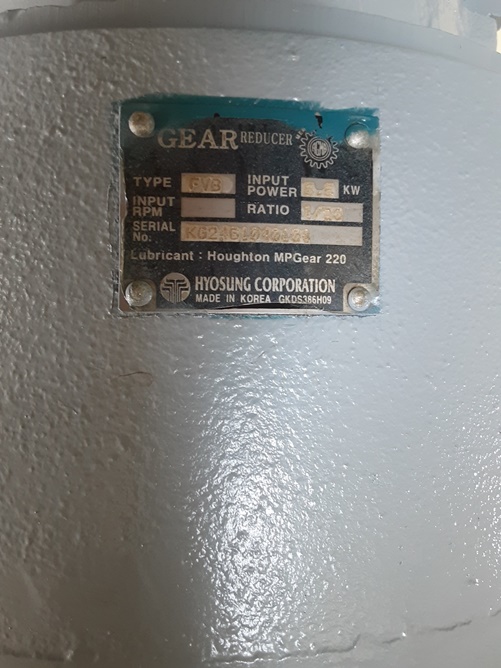 GEAR REDUCER
TYPE GVB INPUT POWER KW
INPUT RPM RATIO
SERIAL No.
Lubricant : Houghton MPGear 220
HYOSUNG CORPORATION
MADE IN KOREA GKDS386H09